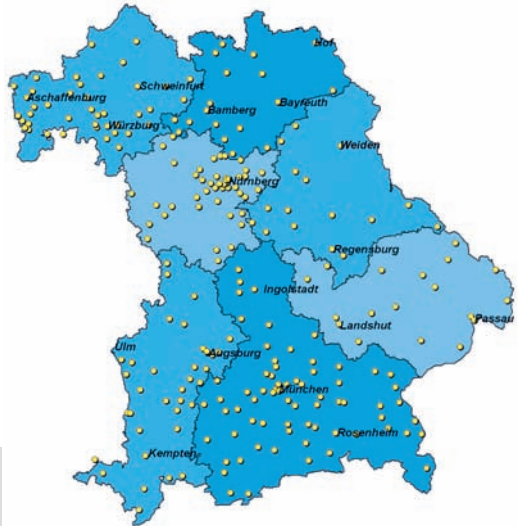 Hof
Schweinfurt
Aschaffenburg
Bamberg
Bayreuth
Würzburg
Weiden
Nürnberg
Regensburg
Ingolstadt
Passau
Landshut
Ulm
Augsburg
München
Rosenheim
Kempten